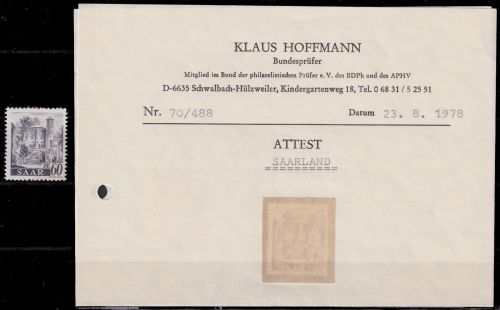 KLAUS HOFFMANN
Bundesprüfer
Mitglied im Bund der philatelistischen Prüfer e. V. des BDPh und des APHV
D-6635 Schwalbach-Hülzweiler, Kindergartenweg 18, Tel. 0 68 31 / 5 25 51
Nr. 70/488 Datum 23. 8. 1978
ATTEST
SAARLAND
60
SAAR